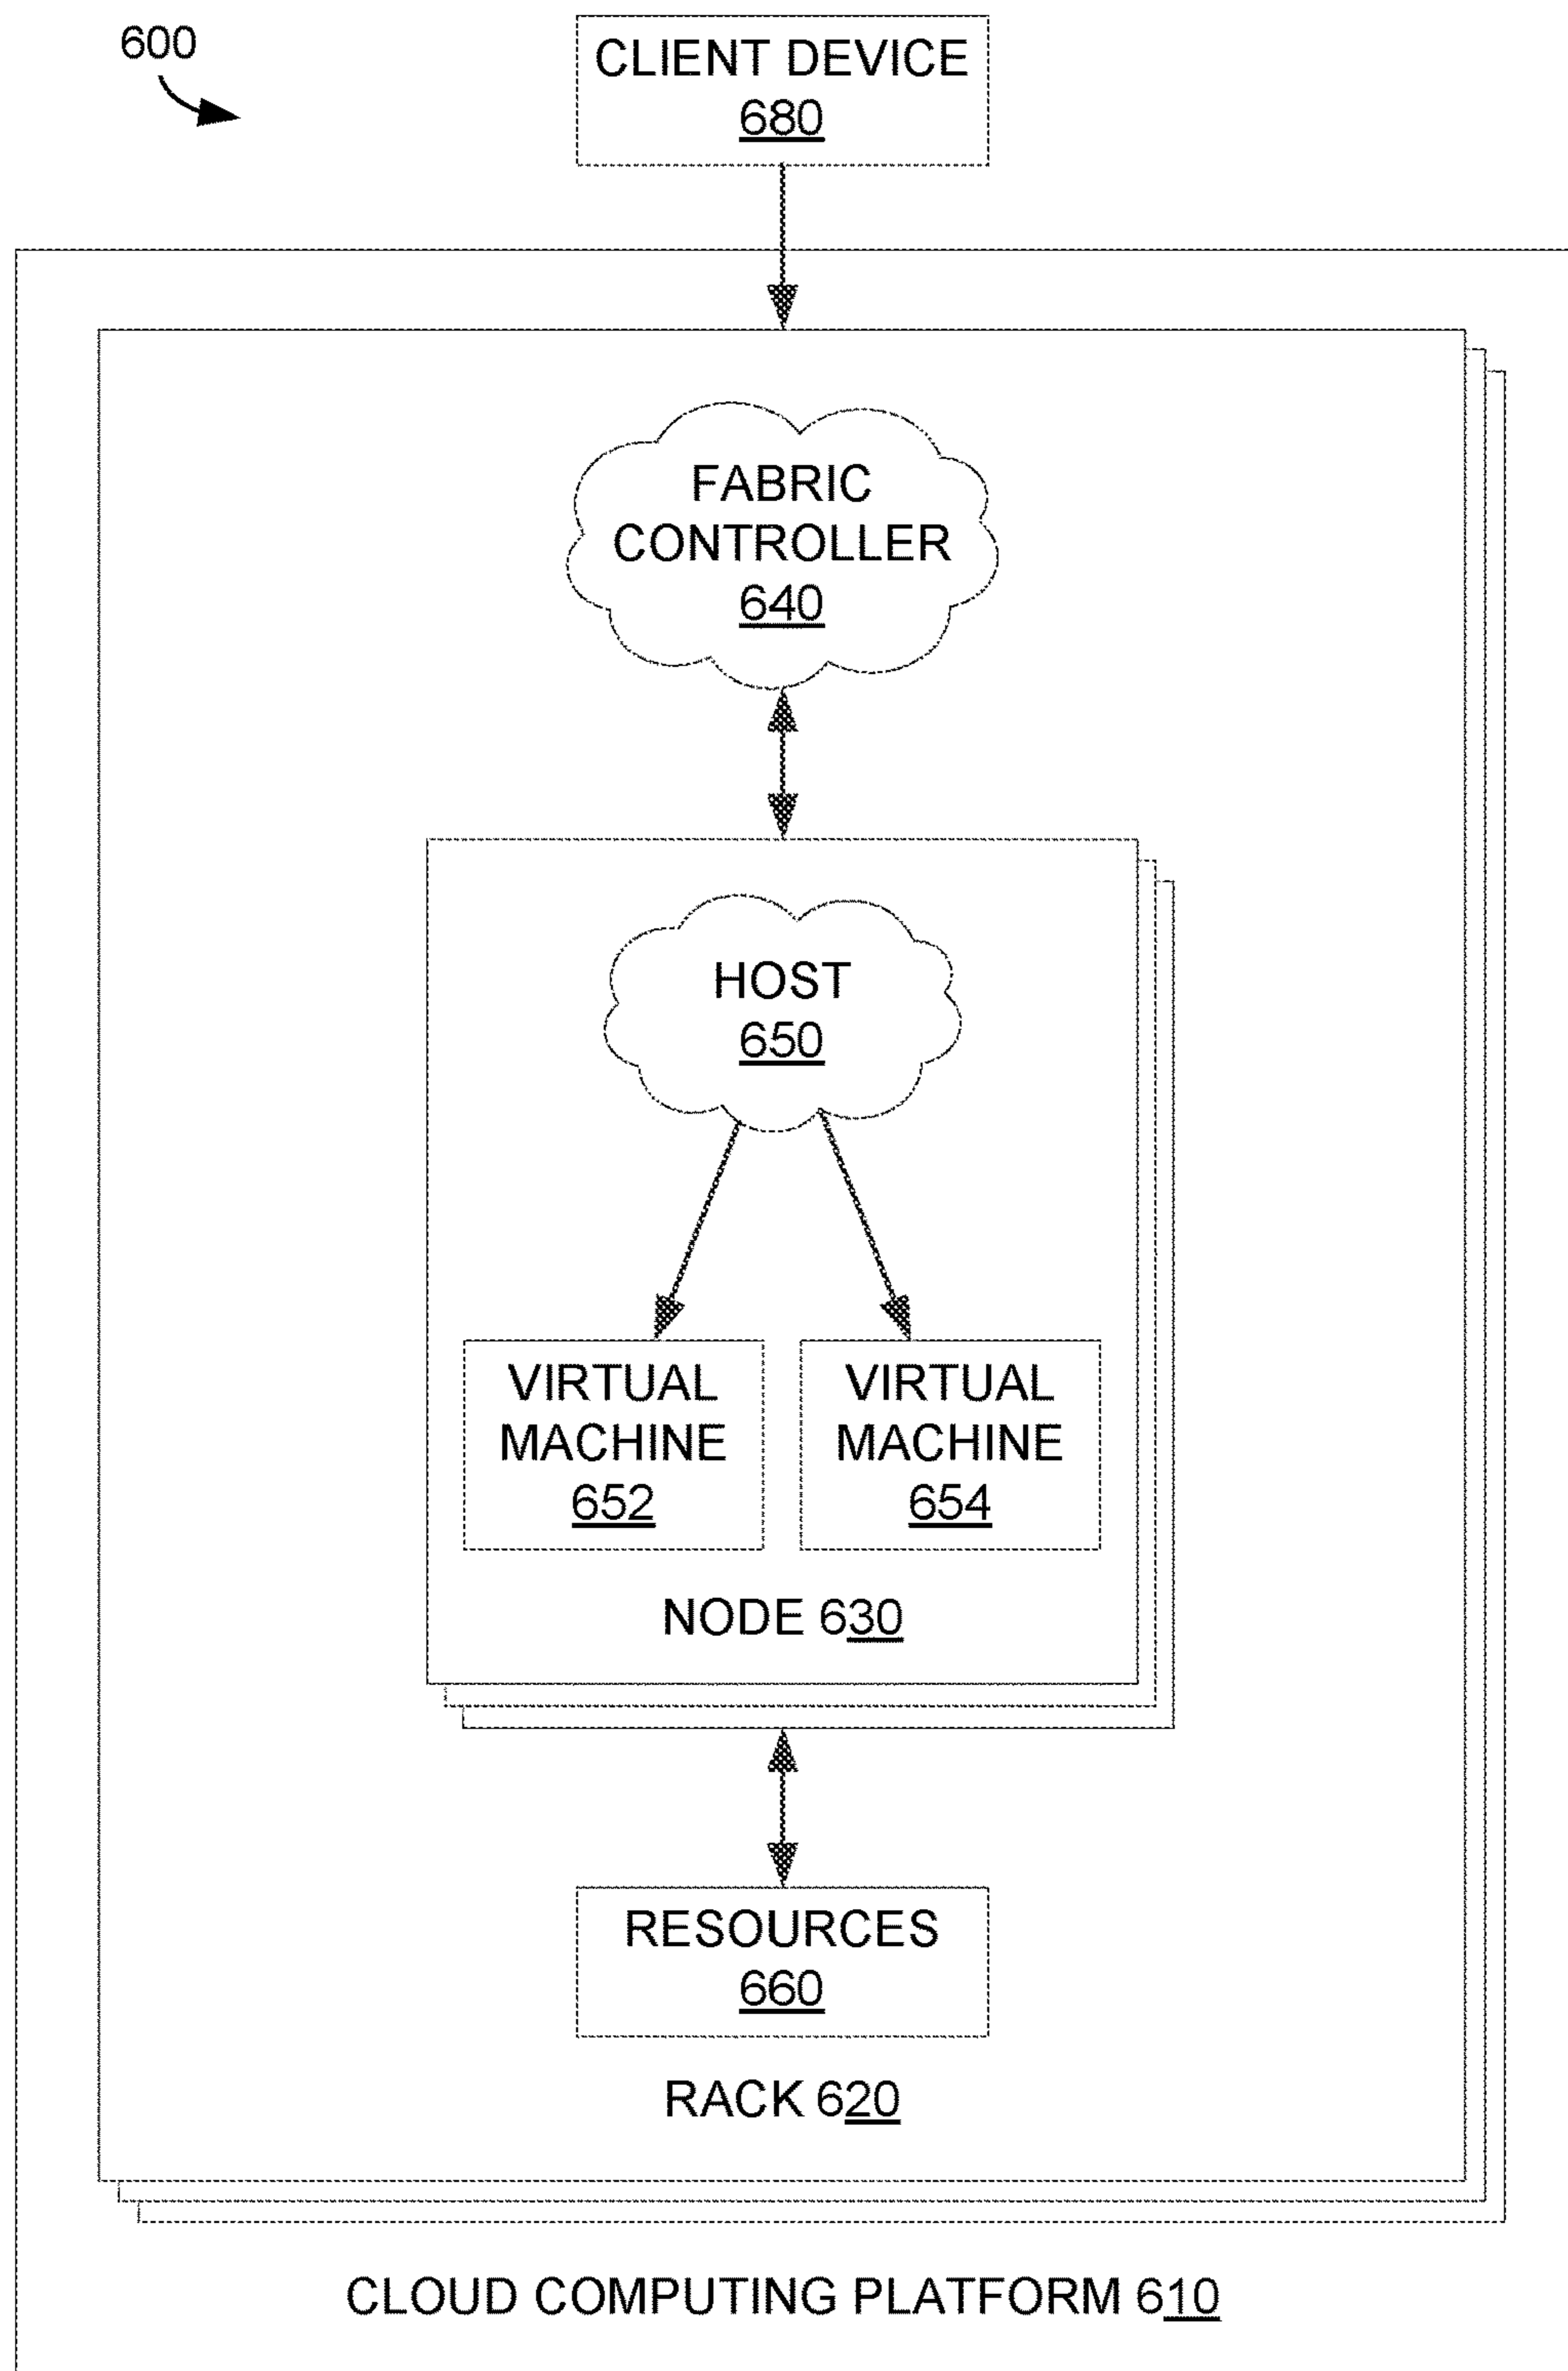 600
CLIENT DEVICE
680
FABRIC
CONTROLLER
640
HOST
650
VIRTUAL
MACHINE
652
VIRTUAL
MACHINE
654
NODE 630
RESOURCES
660
RACK 620
CLOUD COMPUTING PLATFORM 610